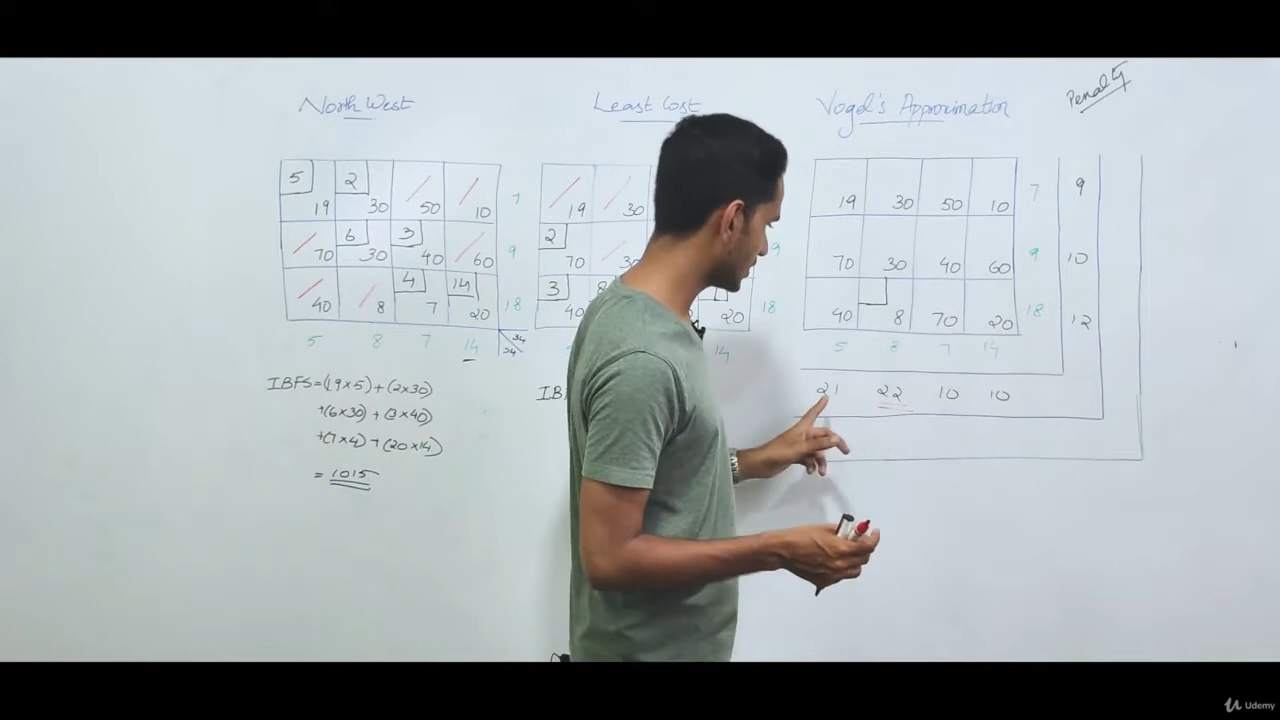 North West
Least Cost
Vogel's Approximation
Penalty
5 2
19 30 50 10 7
6 3
70 30 40 60 9
4 14
40 8 7 20 18
5 8 7 14 34
34
IBFS = (19×5) + (2×30)
+(6×30) + (3×40)
+(7×4) + (20×14)
= 1015
19 30
2
70 30 9
3 8
40 20 18
14
IB
19 30 50 10 7 9
70 30 40 60 9 10
40 8 70 20 18 12
5 8 7 14
21 22 10 10
Udemy